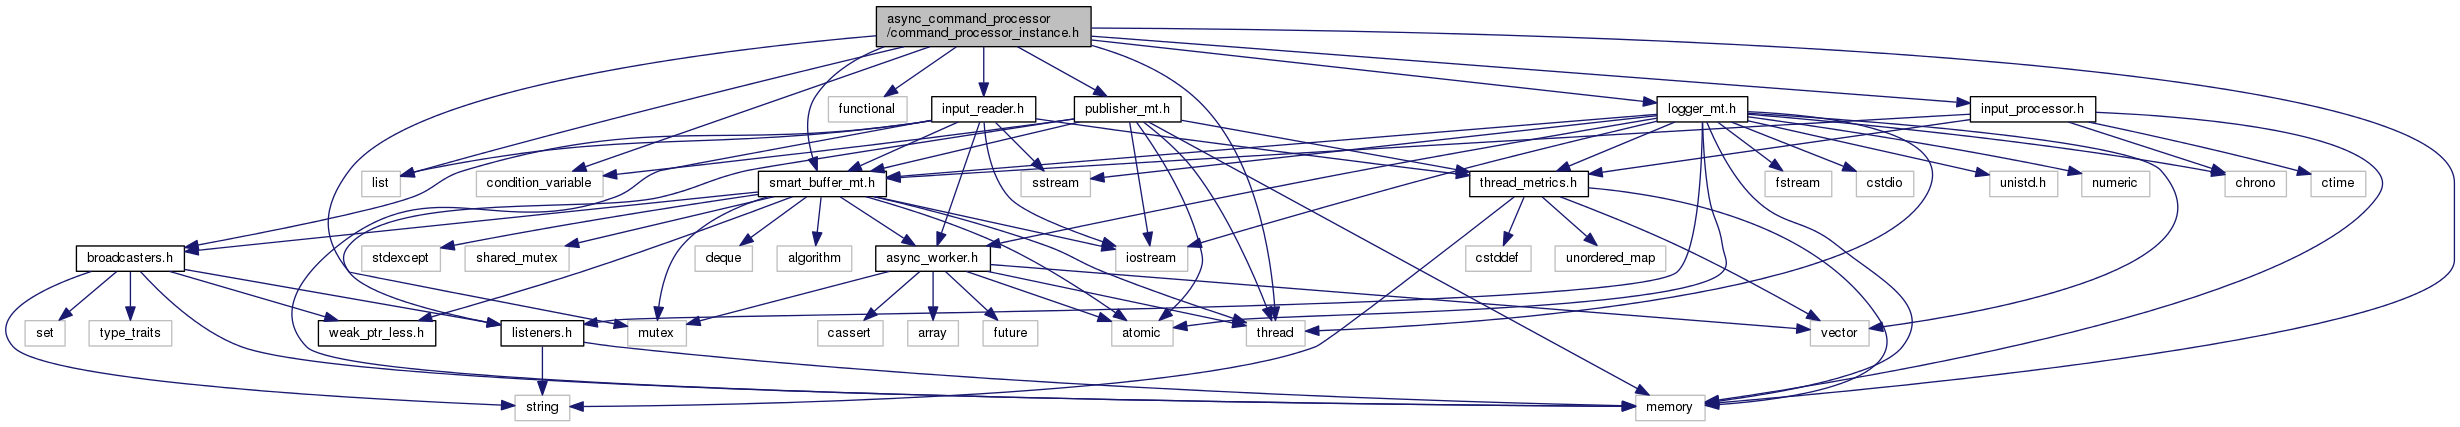 async_command_processor
/command_processor_instance.h
functional
input_reader.h
publisher_mt.h
logger_mt.h
input_processor.h
list
condition_variable
smart_buffer_mt.h
sstream
thread_metrics.h
fstream
cstdio
unistd.h
numeric
chrono
ctime
broadcasters.h
stdexcept
shared_mutex
deque
algorithm
async_worker.h
iostream
cstddef
unordered_map
set
type_traits
weak_ptr_less.h
listeners.h
mutex
cassert
array
future
atomic
thread
vector
string
memory